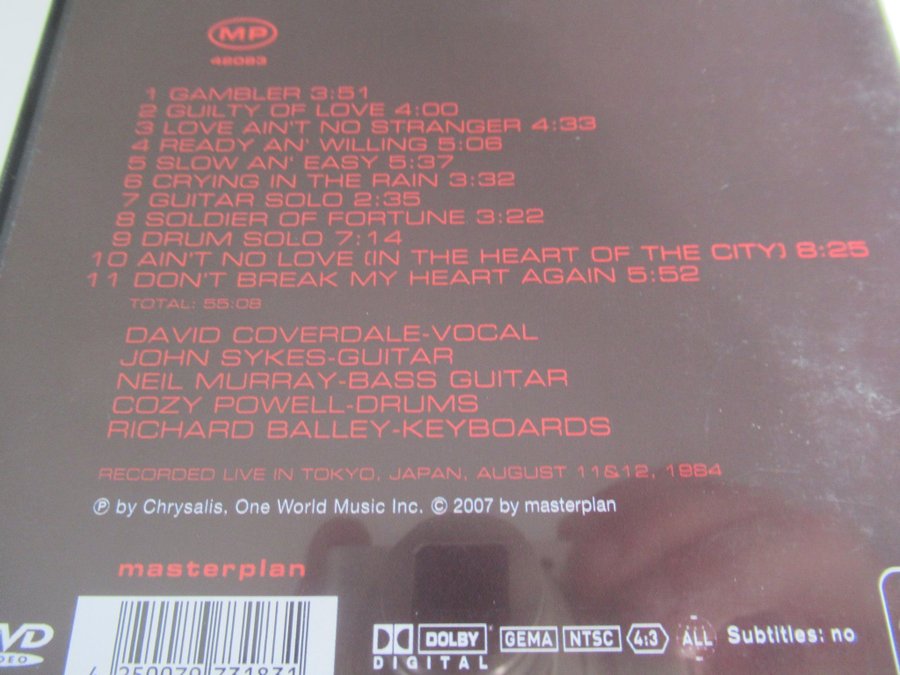 MP
42083
1 GAMBLER 3:51
2 GUILTY OF LOVE 4:00
3 LOVE AIN'T NO STRANGER 4:33
4 READY AN' WILLING 5:06
5 SLOW AN' EASY 5:37
6 CRYING IN THE RAIN 3:32
7 GUITAR SOLO 2:35
8 SOLDIER OF FORTUNE 3:22
9 DRUM SOLO 7:14
10 AIN'T NO LOVE (IN THE HEART OF THE CITY) 8:25
11 DON'T BREAK MY HEART AGAIN 5:52
TOTAL: 55:08
DAVID COVERDALE-VOCAL
JOHN SYKES-GUITAR
NEIL MURRAY-BASS GUITAR
COZY POWELL-DRUMS
RICHARD BALLEY-KEYBOARDS
RECORDED LIVE IN TOKYO, JAPAN, AUGUST 11&12, 1984
℗ by Chrysalis, One World Music Inc. © 2007 by masterplan
masterplan
DVD VIDEO
4 250079 731831
DOLBY DIGITAL GEMA NTSC 4:3 ALL Subtitles: no